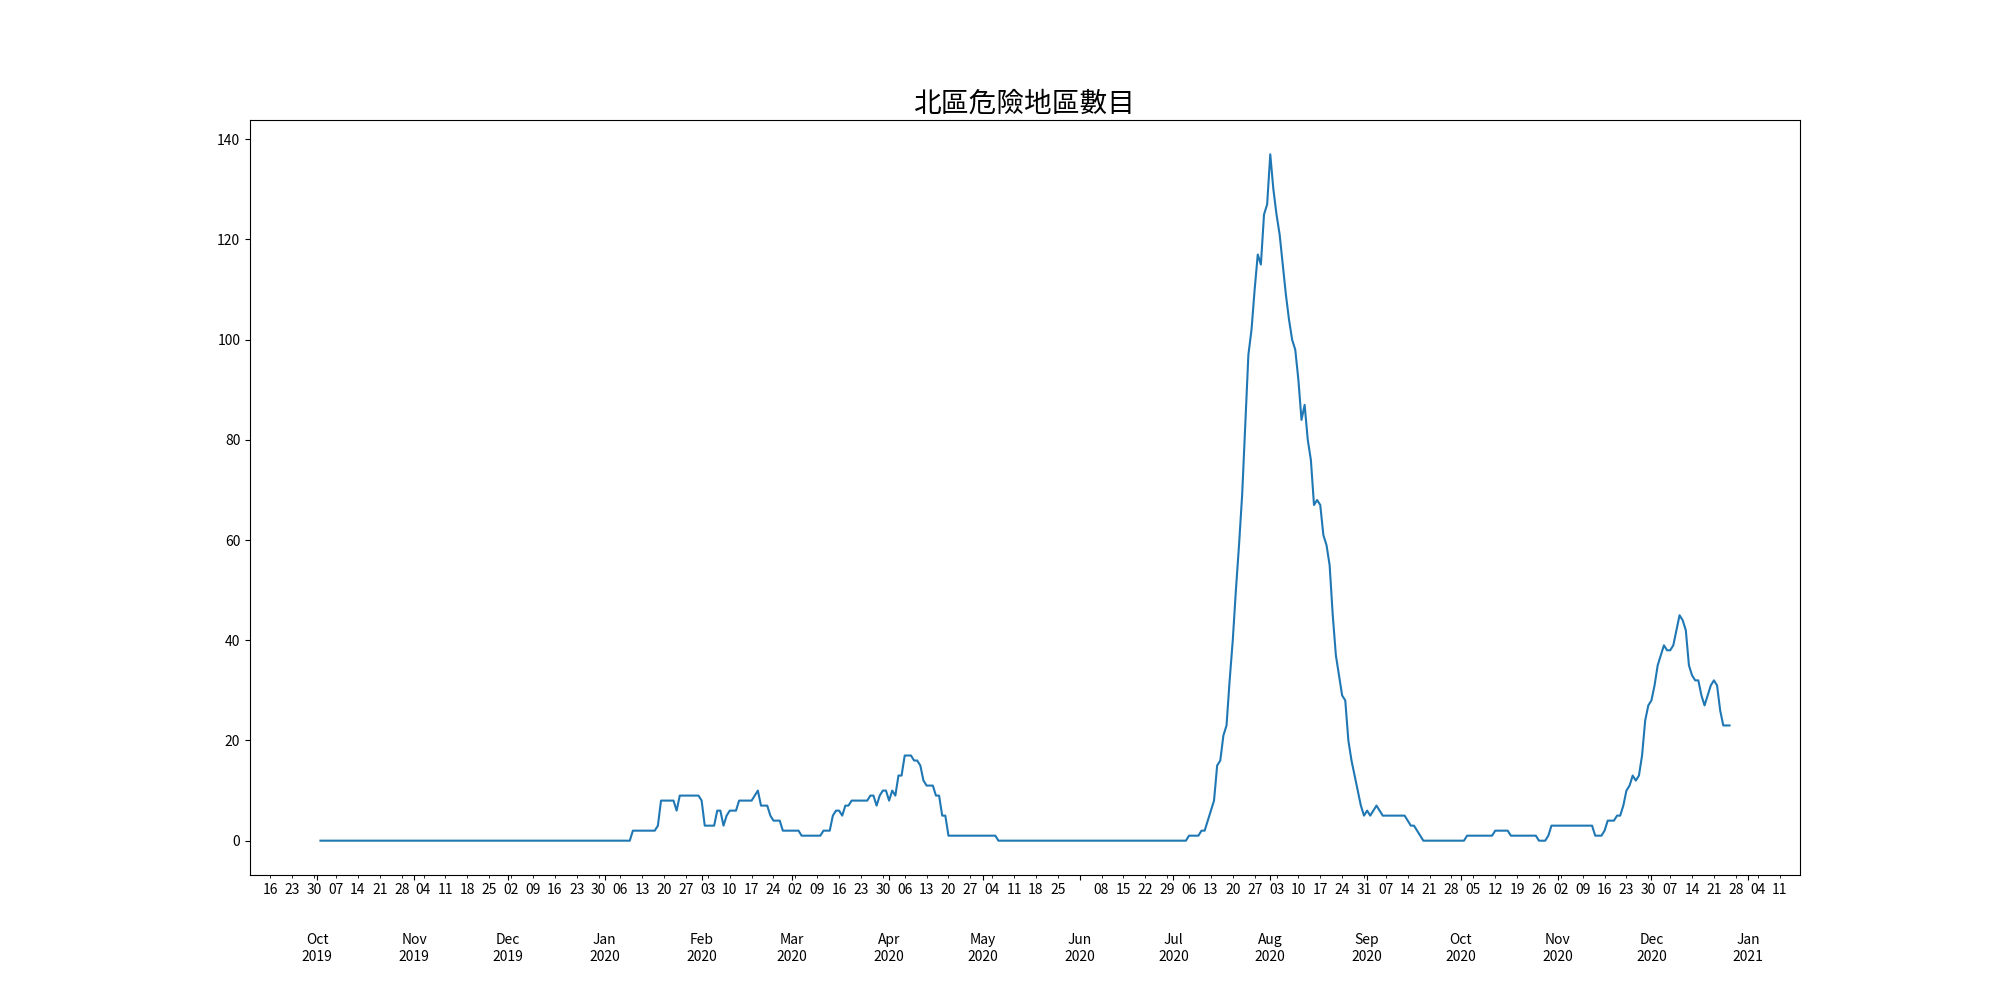 北區危險地區數目
140
120
100
80
60
40
20
0
16 23 30 07 14 21 28 04 11 18 25 02 09 16 23 30 06 13 20 27 03 10 17 24 02 09 16 23 30 06 13 20 27 04 11 18 25 08 15 22 29 06 13 20 27 03 10 17 24 31 07 14 21 28 05 12 19 26 02 09 16 23 30 07 14 21 28 04 11
Oct Nov Dec Jan Feb Mar Apr May Jun Jul Aug Sep Oct Nov Dec Jan
2019 2019 2019 2020 2020 2020 2020 2020 2020 2020 2020 2020 2020 2020 2020 2021